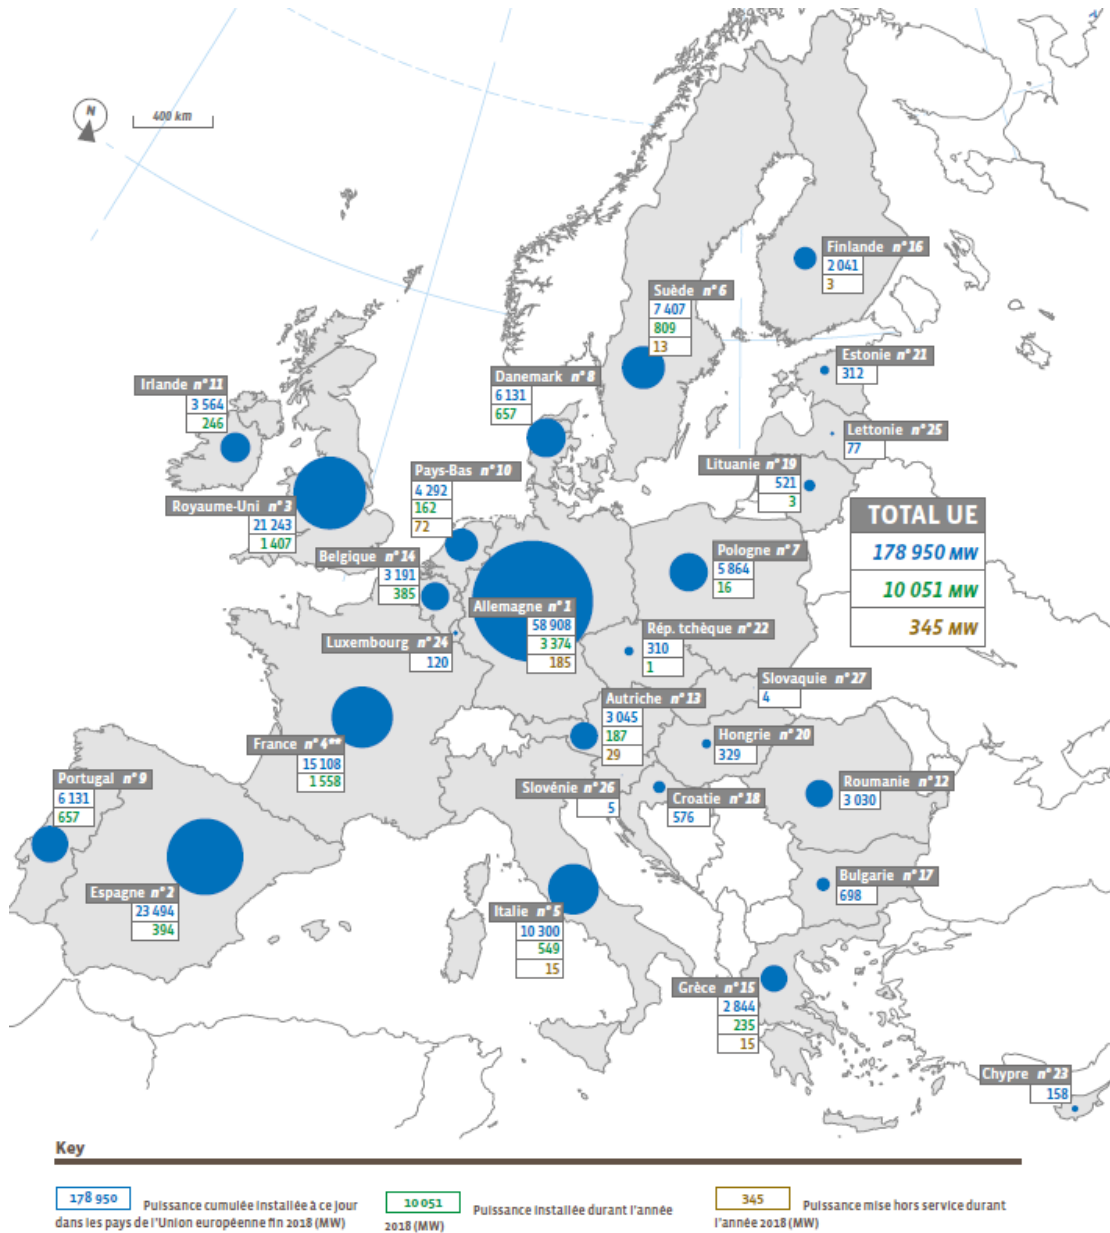 N
400 km
Finlande n°16
2 041
3
Suède n°6
7 407
809
13
Estonie n°21
312
Danemark n°8
6 131
657
Irlande n°11
3 564
246
Lettonie n°25
77
Lituanie n°19
521
3
Pays-Bas n°10
4 292
162
72
Royaume-Uni n°3
21 243
1 407
TOTAL UE
178 950 MW
10 051 MW
345 MW
Pologne n°7
5 864
16
Belgique n°14
3 191
385
Allemagne n°1
58 908
3 374
185
Rép. tchèque n°22
310
1
Luxembourg n°24
120
Slovaquie n°27
4
Autriche n°13
3 045
187
29
Hongrie n°20
329
France n°4**
15 108
1 558
Portugal n°9
6 131
657
Slovénie n°26
5
Croatie n°18
576
Roumanie n°12
3 030
Bulgarie n°17
698
Espagne n°2
23 494
394
Italie n°5
10 300
549
15
Grèce n°15
2 844
235
15
Chypre n°23
158
Key
178 950 Puissance cumulée installée à ce jour
dans les pays de l'Union européenne fin 2018 (MW)
10 051 Puissance installée durant l'année
2018 (MW)
345 Puissance mise hors service durant
l'année 2018 (MW)